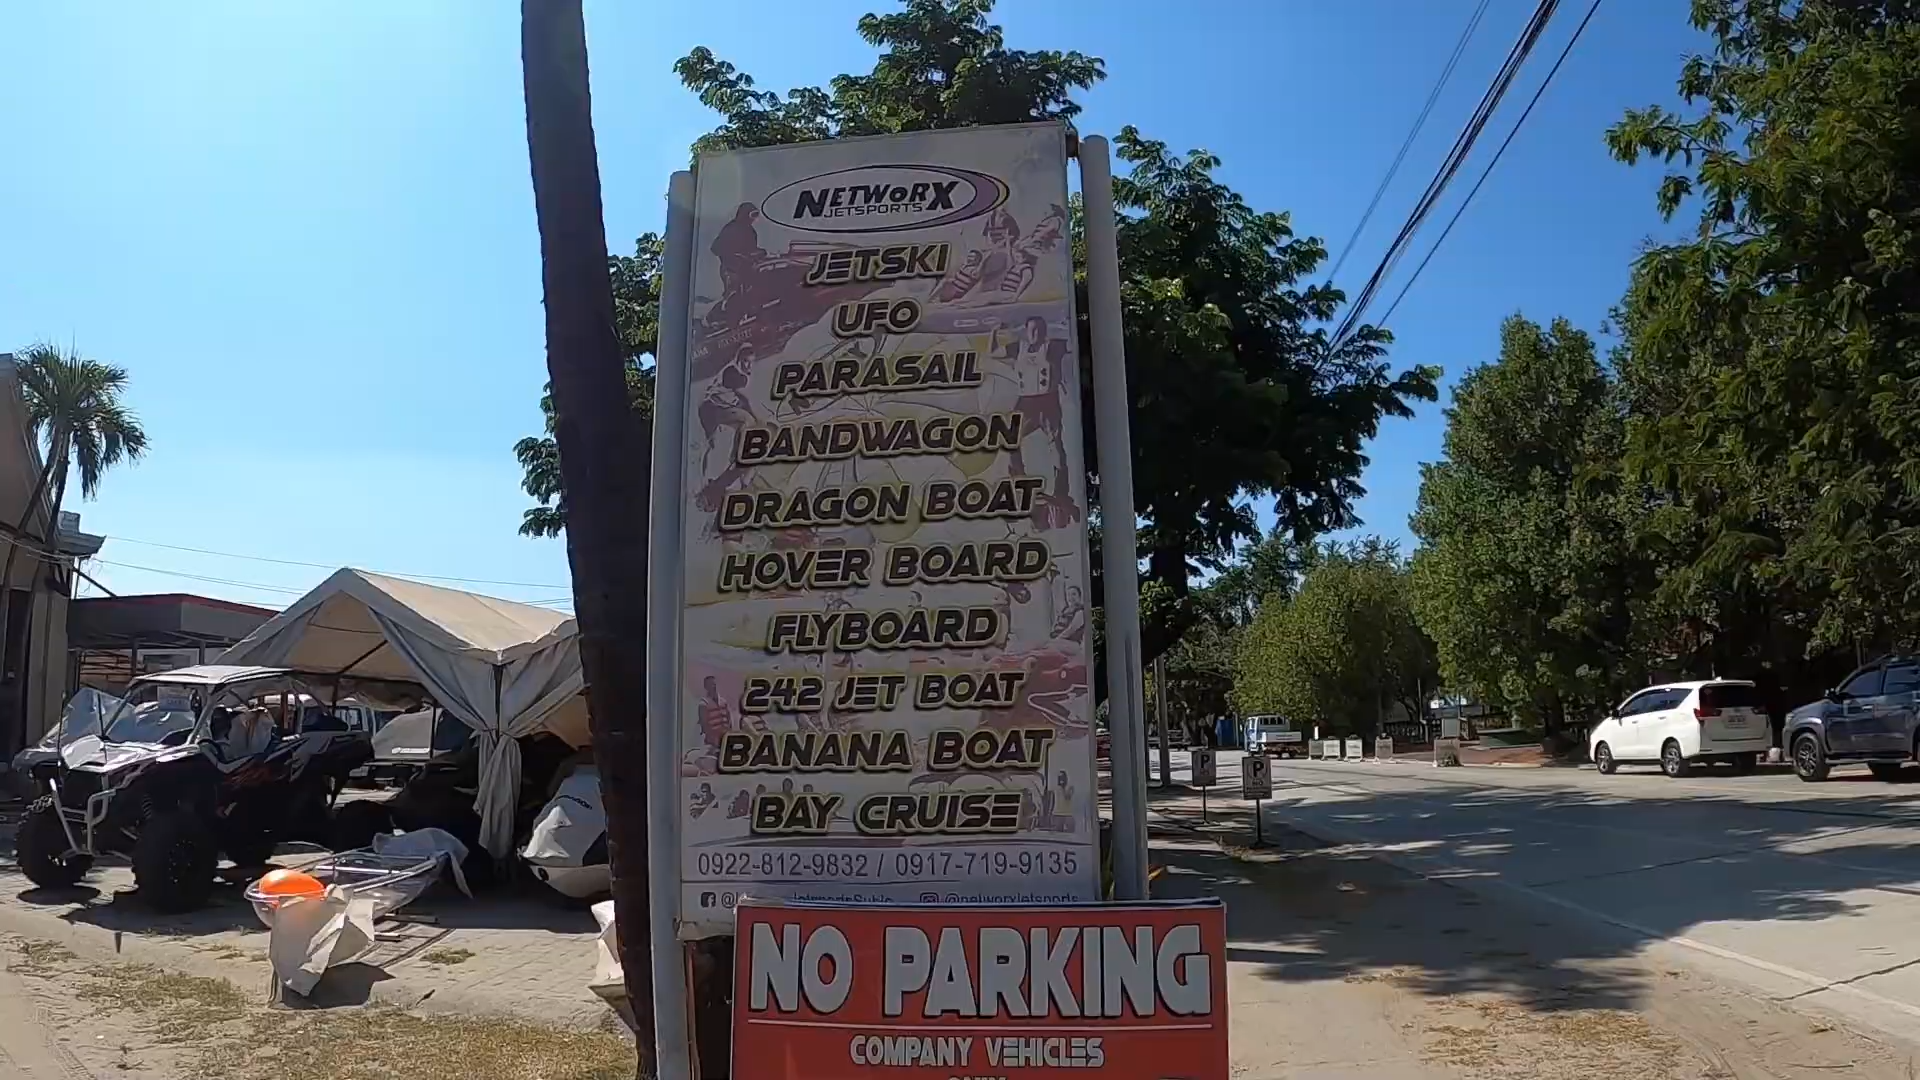 NETWORX
JETSPORTS
JETSKI
UFO
PARASAIL
BANDWAGON
DRAGON BOAT
HOVER BOARD
FLYBOARD
242 JET BOAT
BANANA BOAT
BAY CRUISE
0922-812-9832 / 0917-719-9135
@networxjetsports
NO PARKING
COMPANY VEHICLES